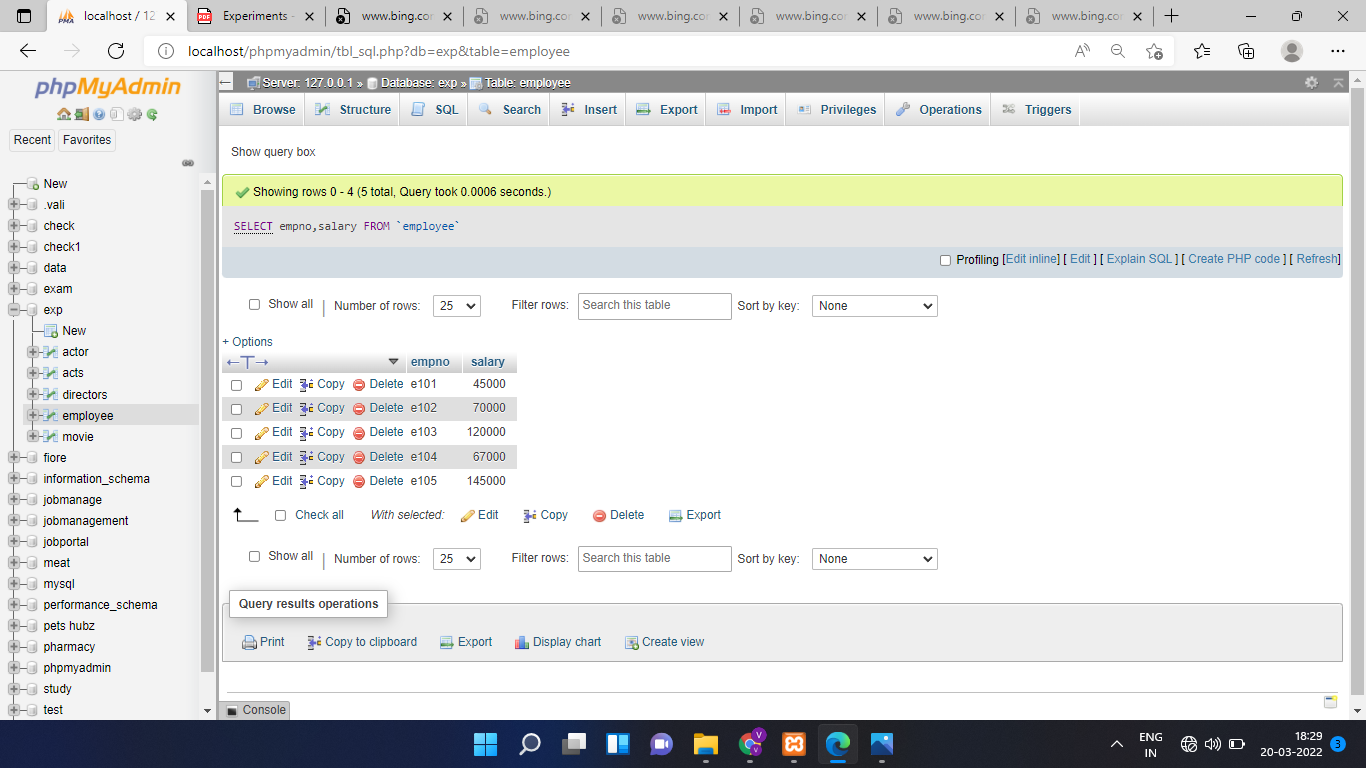 localhost / 12
Experiments -
www.bing.co
www.bing.co
www.bing.co
www.bing.co
www.bing.co
www.bing.co
localhost/phpmyadmin/tbl_sql.php?db=exp&table=employee
phpMyAdmin
Recent Favorites
New
.vali
check
check1
data
exam
exp
New
actor
acts
directors
employee
movie
fiore
information_schema
jobmanage
jobmanagement
jobportal
meat
mysql
performance_schema
pets hubz
pharmacy
phpmyadmin
study
test
Server: 127.0.0.1 » Database: exp » Table: employee
Browse Structure SQL Search Insert Export Import Privileges Operations Triggers
Show query box
Showing rows 0 - 4 (5 total, Query took 0.0006 seconds.)
SELECT empno,salary FROM `employee`
Profiling [Edit inline] [ Edit ] [ Explain SQL ] [ Create PHP code ] [ Refresh]
Show all | Number of rows: 25 Filter rows: Search this table Sort by key: None
+ Options
←T→ empno salary
Edit Copy Delete e101 45000
Edit Copy Delete e102 70000
Edit Copy Delete e103 120000
Edit Copy Delete e104 67000
Edit Copy Delete e105 145000
Check all With selected: Edit Copy Delete Export
Show all | Number of rows: 25 Filter rows: Search this table Sort by key: None
Query results operations
Print Copy to clipboard Export Display chart Create view
Console
ENG
IN
18:29
20-03-2022
3